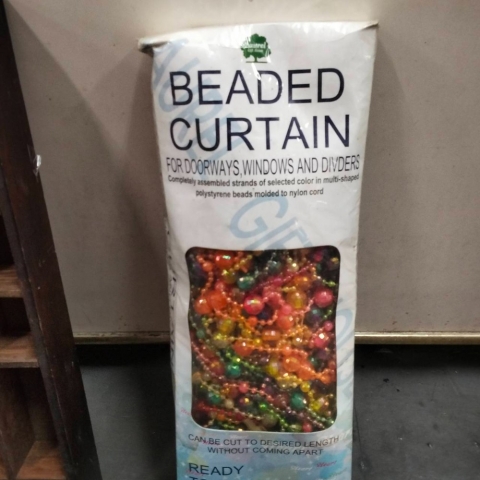 BEADED
CURTAIN
FOR DOORWAYS,WINDOWS AND DIVIDERS
Completely assembled strands of selected color in multi-shaped
polystyrene beads molded to nylon cord
CAN BE CUT TO DESIRED LENGTH
WITHOUT COMING APART
READY